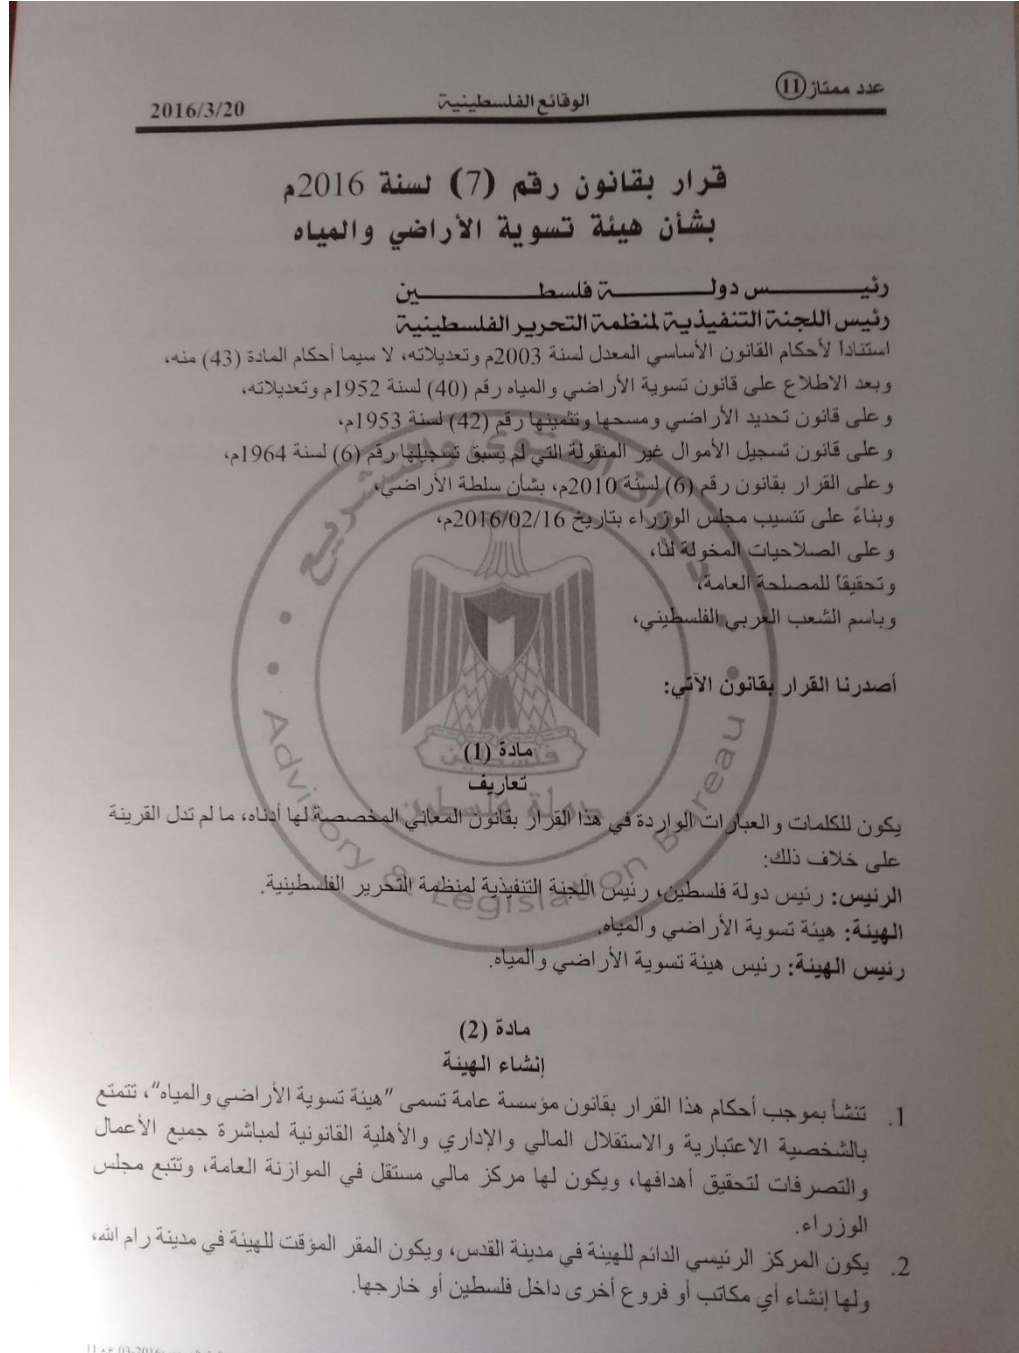 عدد ممتاز (11) الوقائع الفلسطينية 2016/3/20
قرار بقانون رقم (7) لسنة 2016م
بشأن هيئة تسوية الأراضي والمياه
رئيـــــــس دولـــــــة فلسطـــــــين
رئيس اللجنة التنفيذية لمنظمة التحرير الفلسطينية
استناداً لأحكام القانون الأساسي المعدل لسنة 2003م وتعديلاته، لا سيما أحكام المادة (43) منه،
وبعد الاطلاع على قانون تسوية الأراضي والمياه رقم (40) لسنة 1952م وتعديلاته،
وعلى قانون تحديد الأراضي ومسحها وتثمينها رقم (42) لسنة 1953م،
وعلى قانون تسجيل الأموال غير المنقولة التي لم يسبق تسجيلها رقم (6) لسنة 1964م،
وعلى القرار بقانون رقم (6) لسنة 2010م، بشأن سلطة الأراضي،
وبناءً على تنسيب مجلس الوزراء بتاريخ 2016/02/16م،
وعلى الصلاحيات المخولة لنا،
وتحقيقاً للمصلحة العامة،
وباسم الشعب العربي الفلسطيني،
أصدرنا القرار بقانون الآتي:
مادة (1)
تعاريف
يكون للكلمات والعبارات الواردة في هذا القرار بقانون المعاني المخصصة لها أدناه، ما لم تدل القرينة
على خلاف ذلك:
الرئيس: رئيس دولة فلسطين، رئيس اللجنة التنفيذية لمنظمة التحرير الفلسطينية.
الهيئة: هيئة تسوية الأراضي والمياه.
رئيس الهيئة: رئيس هيئة تسوية الأراضي والمياه.
مادة (2)
إنشاء الهيئة
1. تنشأ بموجب أحكام هذا القرار بقانون مؤسسة عامة تسمى "هيئة تسوية الأراضي والمياه"، تتمتع
بالشخصية الاعتبارية والاستقلال المالي والإداري والأهلية القانونية لمباشرة جميع الأعمال
والتصرفات لتحقيق أهدافها، ويكون لها مركز مالي مستقل في الموازنة العامة، وتتبع مجلس
الوزراء.
2. يكون المركز الرئيسي الدائم للهيئة في مدينة القدس، ويكون المقر المؤقت للهيئة في مدينة رام الله،
ولها إنشاء أي مكاتب أو فروع أخرى داخل فلسطين أو خارجها.
فلسطين
دولة فلسطين
Advisory & Legislation Bureau